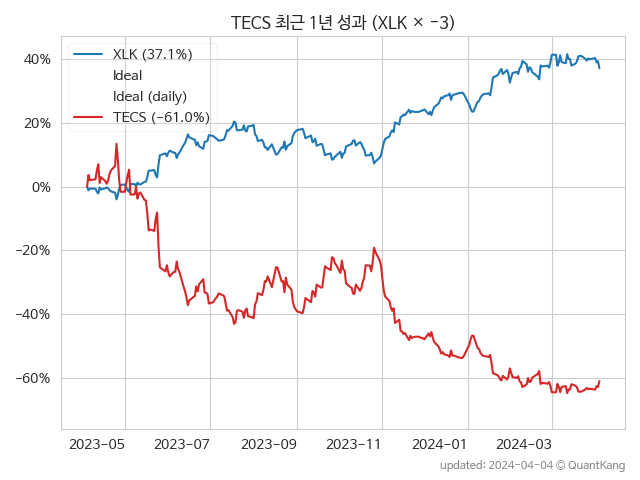 TECS 최근 1년 성과 (XLK × −3)
XLK (37.1%)
Ideal
Ideal (daily)
TECS (−61.0%)
40%
20%
0%
−20%
−40%
−60%
2023-05 2023-07 2023-09 2023-11 2024-01 2024-03
updated: 2024-04-04 © QuantKang